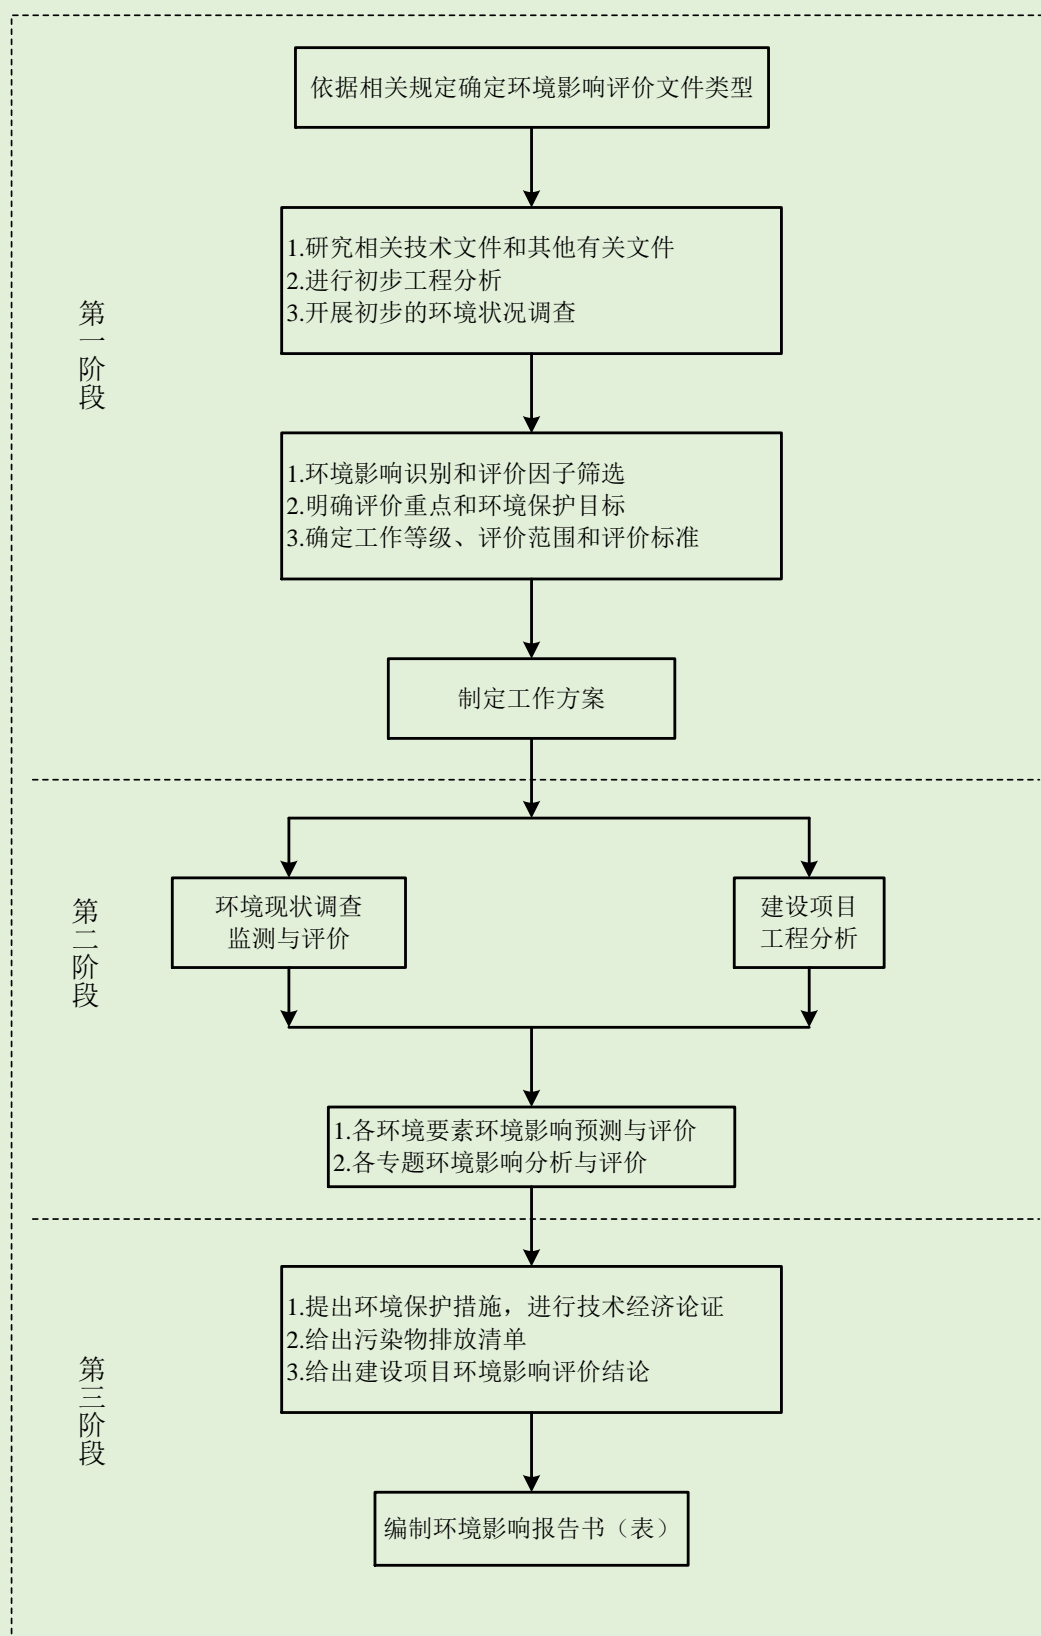 依据相关规定确定环境影响评价文件类型
第一阶段
1.研究相关技术文件和其他有关文件
2.进行初步工程分析
3.开展初步的环境状况调查
1.环境影响识别和评价因子筛选
2.明确评价重点和环境保护目标
3.确定工作等级、评价范围和评价标准
制定工作方案
第二阶段
环境现状调查
监测与评价
建设项目
工程分析
1.各环境要素环境影响预测与评价
2.各专题环境影响分析与评价
第三阶段
1.提出环境保护措施，进行技术经济论证
2.给出污染物排放清单
3.给出建设项目环境影响评价结论
编制环境影响报告书（表）